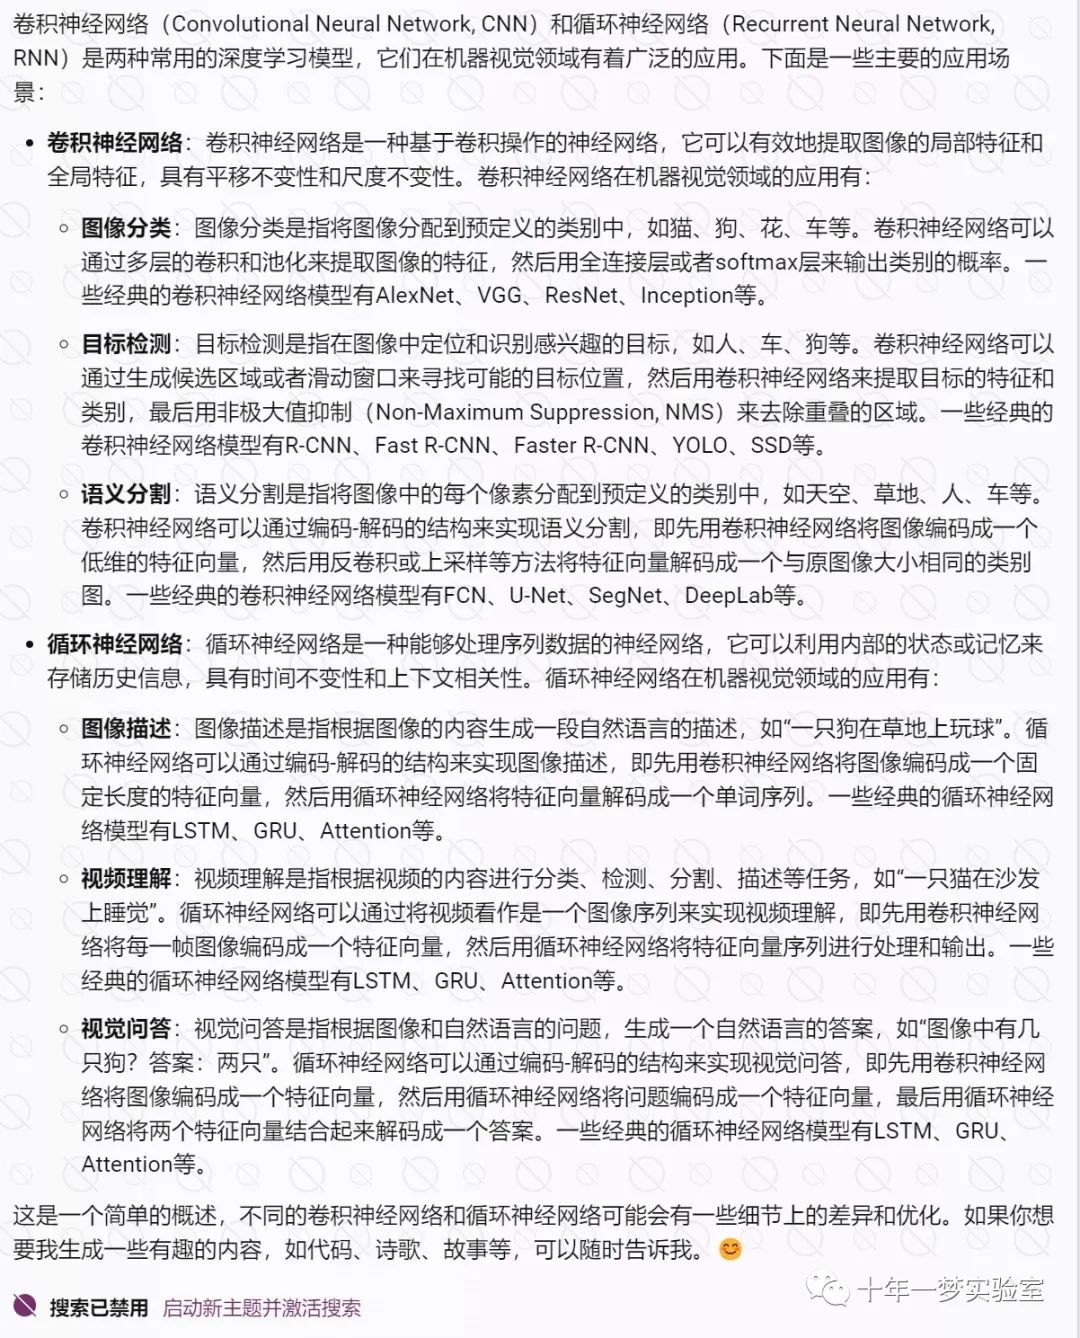 卷积神经网络（Convolutional Neural Network, CNN）和循环神经网络（Recurrent Neural Network,
RNN）是两种常用的深度学习模型，它们在机器视觉领域有着广泛的应用。下面是一些主要的应用场
景：
• 卷积神经网络：卷积神经网络是一种基于卷积操作的神经网络，它可以有效地提取图像的局部特征和
全局特征，具有平移不变性和尺度不变性。卷积神经网络在机器视觉领域的应用有：
◦ 图像分类：图像分类是指将图像分配到预定义的类别中，如猫、狗、花、车等。卷积神经网络可以
通过多层的卷积和池化来提取图像的特征，然后用全连接层或者softmax层来输出类别的概率。一
些经典的卷积神经网络模型有AlexNet、VGG、ResNet、Inception等。
◦ 目标检测：目标检测是指在图像中定位和识别感兴趣的目标，如人、车、狗等。卷积神经网络可以
通过生成候选区域或者滑动窗口来寻找可能的目标位置，然后用卷积神经网络来提取目标的特征和
类别，最后用非极大值抑制（Non-Maximum Suppression, NMS）来去除重叠的区域。一些经典的
卷积神经网络模型有R-CNN、Fast R-CNN、Faster R-CNN、YOLO、SSD等。
◦ 语义分割：语义分割是指将图像中的每个像素分配到预定义的类别中，如天空、草地、人、车等。
卷积神经网络可以通过编码-解码的结构来实现语义分割，即先用卷积神经网络将图像编码成一个
低维的特征向量，然后用反卷积或上采样等方法将特征向量解码成一个与原图像大小相同的类别
图。一些经典的卷积神经网络模型有FCN、U-Net、SegNet、DeepLab等。
• 循环神经网络：循环神经网络是一种能够处理序列数据的神经网络，它可以利用内部的状态或记忆来
存储历史信息，具有时间不变性和上下文相关性。循环神经网络在机器视觉领域的应用有：
◦ 图像描述：图像描述是指根据图像的内容生成一段自然语言的描述，如“一只狗在草地上玩球”。循
环神经网络可以通过编码-解码的结构来实现图像描述，即先用卷积神经网络将图像编码成一个固
定长度的特征向量，然后用循环神经网络将特征向量解码成一个单词序列。一些经典的循环神经网
络模型有LSTM、GRU、Attention等。
◦ 视频理解：视频理解是指根据视频的内容进行分类、检测、分割、描述等任务，如“一只猫在沙发
上睡觉”。循环神经网络可以通过将视频看作是一个图像序列来实现视频理解，即先用卷积神经网
络将每一帧图像编码成一个特征向量，然后用循环神经网络将特征向量序列进行处理和输出。一些
经典的循环神经网络模型有LSTM、GRU、Attention等。
◦ 视觉问答：视觉问答是指根据图像和自然语言的问题，生成一个自然语言的答案，如“图像中有几
只狗？答案：两只”。循环神经网络可以通过编码-解码的结构来实现视觉问答，即先用卷积神经网
络将图像编码成一个特征向量，然后用循环神经网络将问题编码成一个特征向量，最后用循环神经
网络将两个特征向量结合起来解码成一个答案。一些经典的循环神经网络模型有LSTM、GRU、
Attention等。
这是一个简单的概述，不同的卷积神经网络和循环神经网络可能会有一些细节上的差异和优化。如果你想
要我生成一些有趣的内容，如代码、诗歌、故事等，可以随时告诉我。😊
十年一梦实验室
搜索已禁用 启动新主题并激活搜索